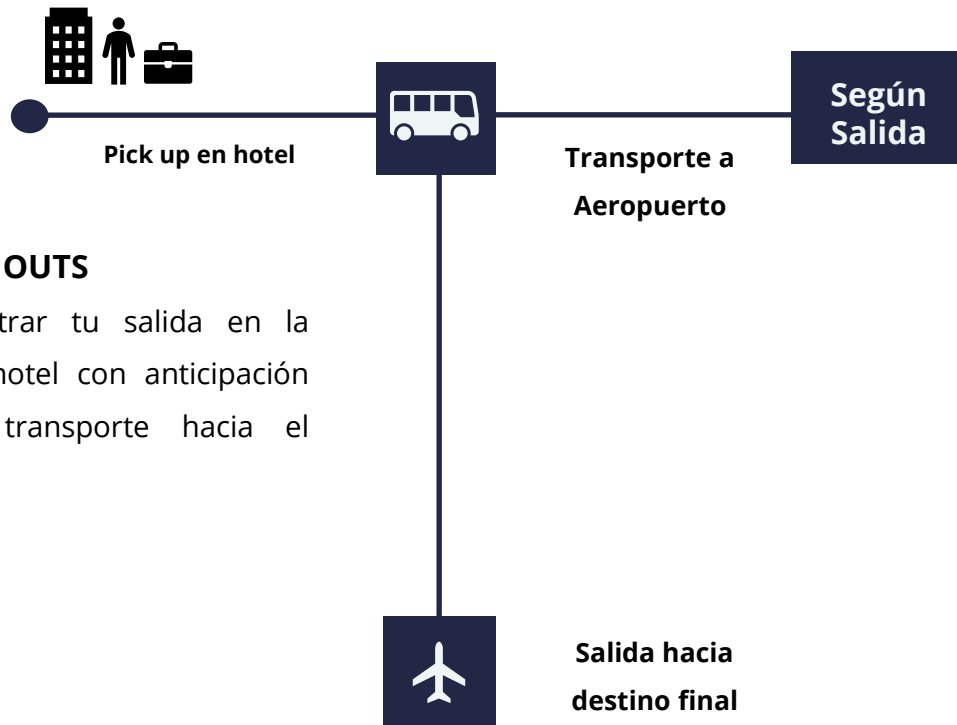 Pick up en hotel
Transporte a
Aeropuerto
Según
Salida
OUTS
trar tu salida en la
hotel con anticipación
transporte hacia el
Salida hacia
destino final